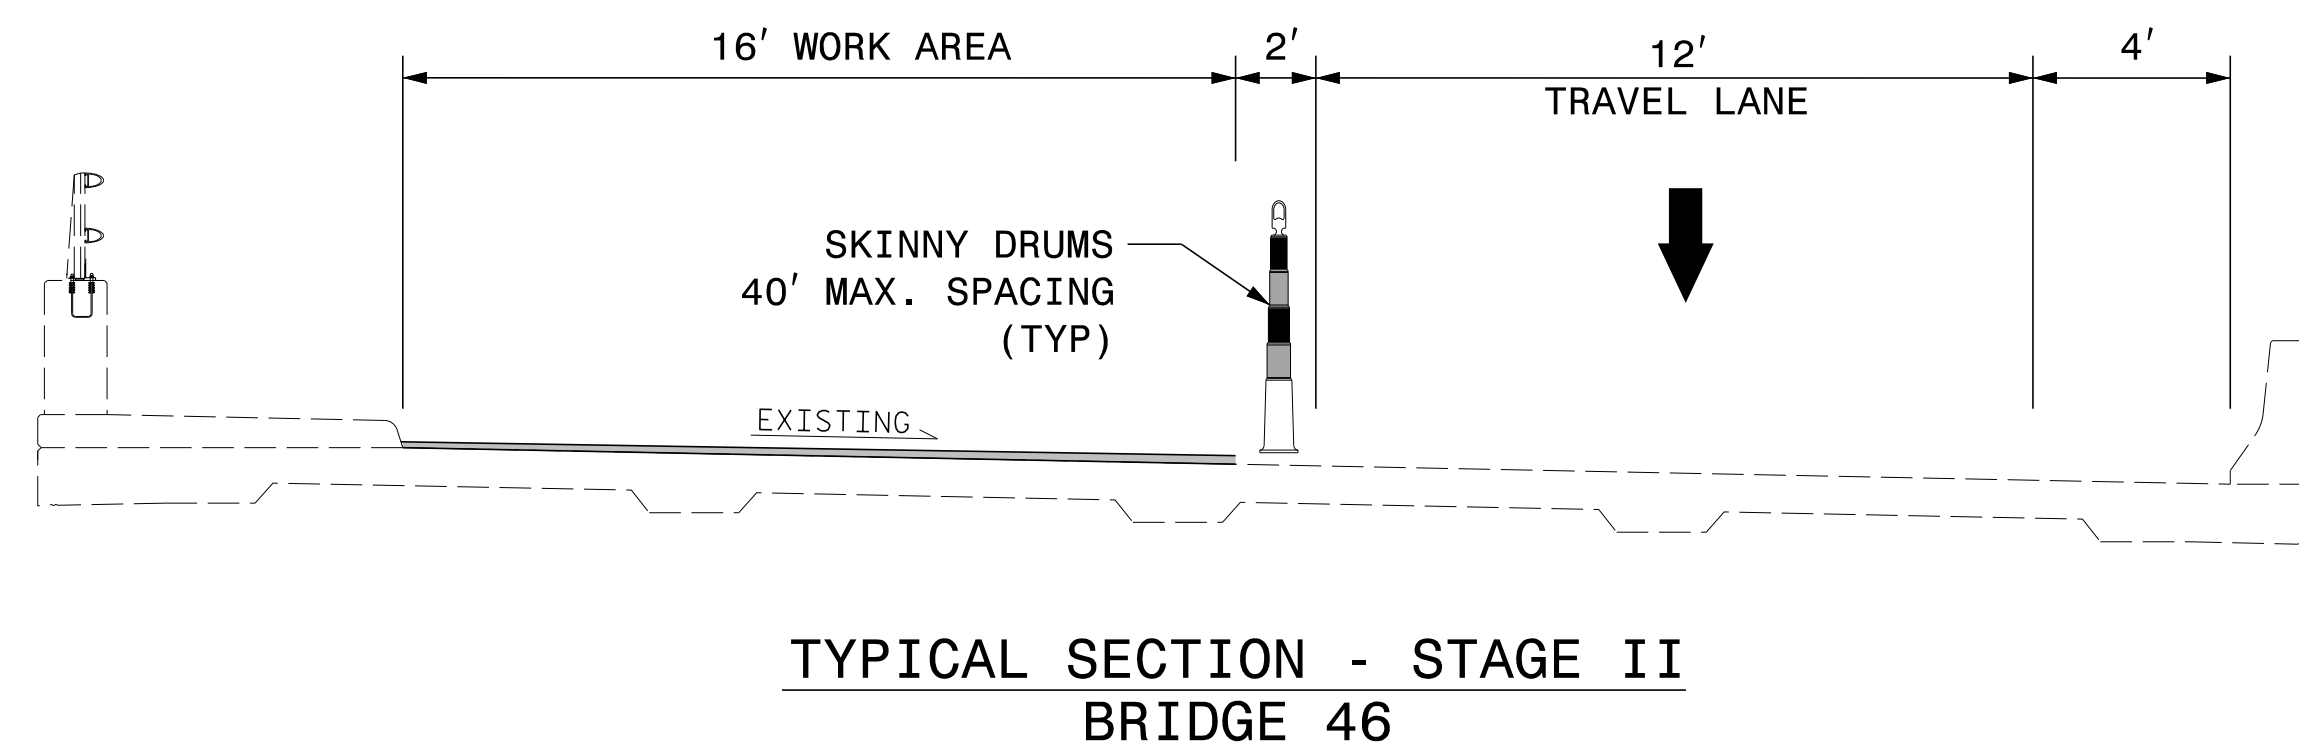 16' WORK AREA
2'
12'
TRAVEL LANE
4'
SKINNY DRUMS
40' MAX. SPACING
(TYP)
EXISTING
TYPICAL SECTION - STAGE II
BRIDGE 46